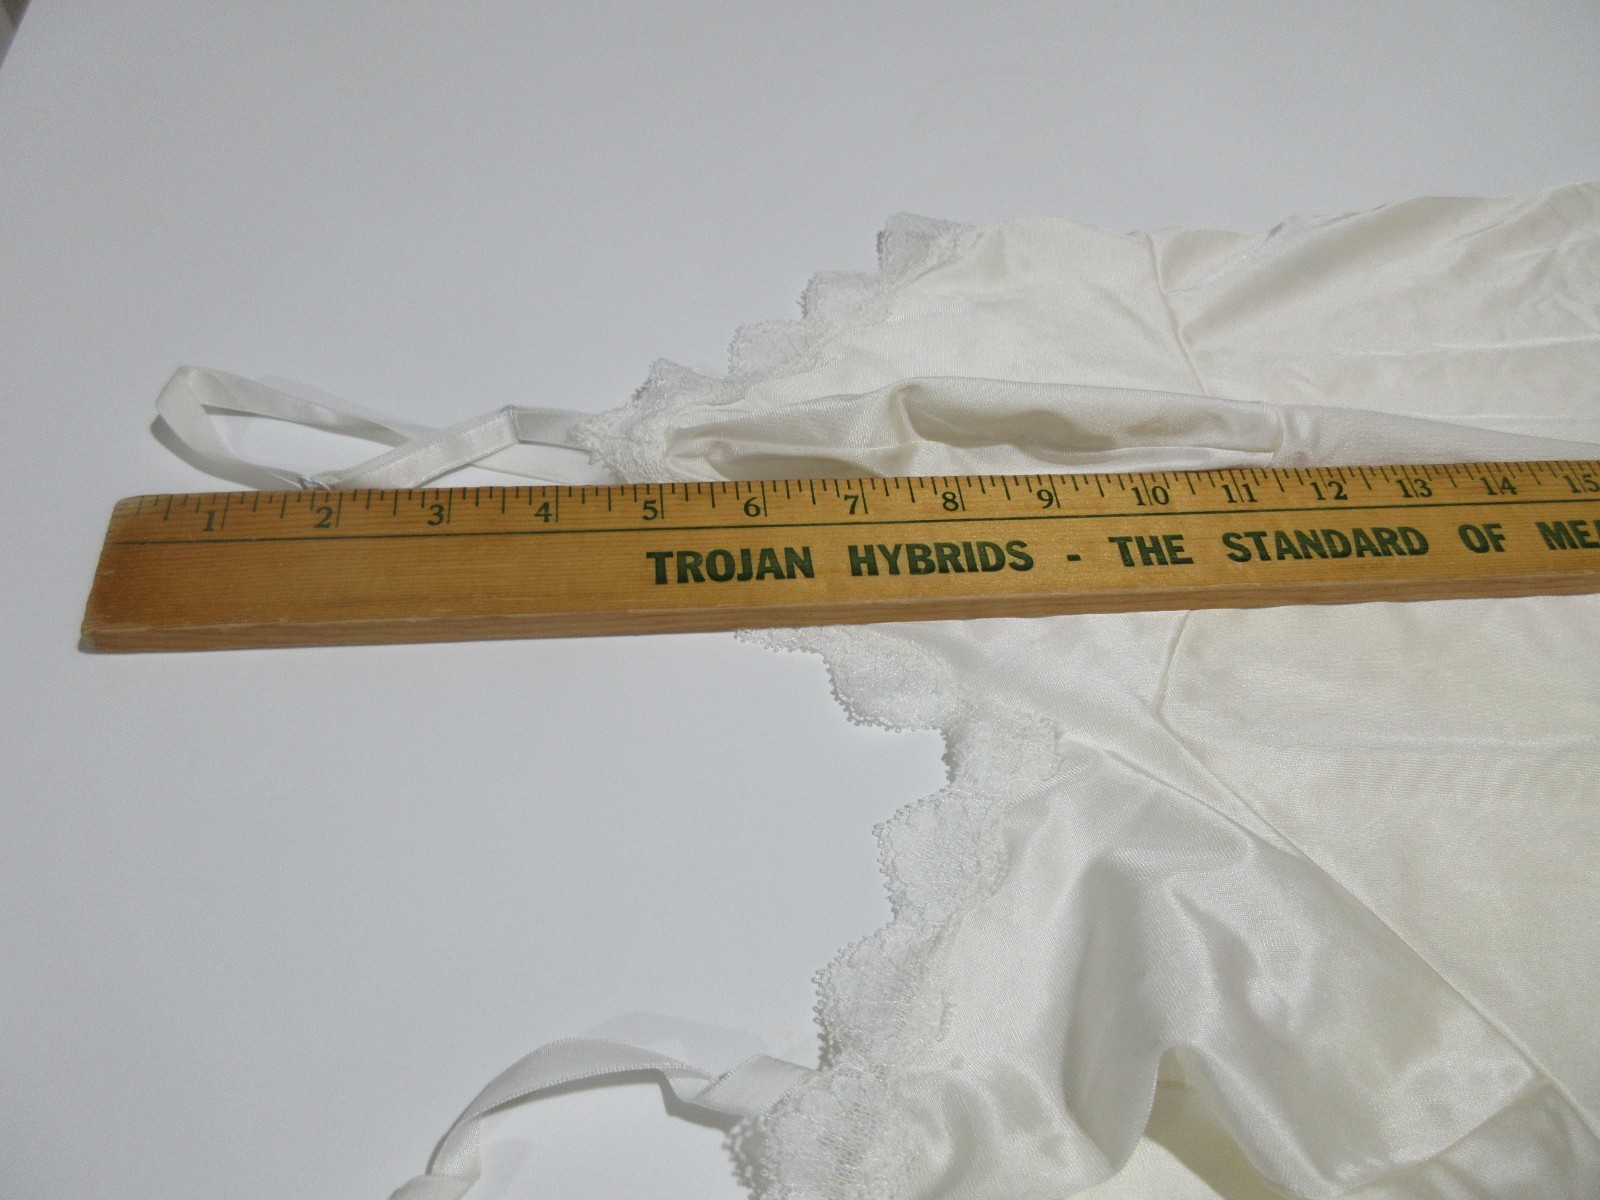 1 2 3 4 5 6 7 8 9 10 11 12 13 14 15
TROJAN HYBRIDS - THE STANDARD OF MEA